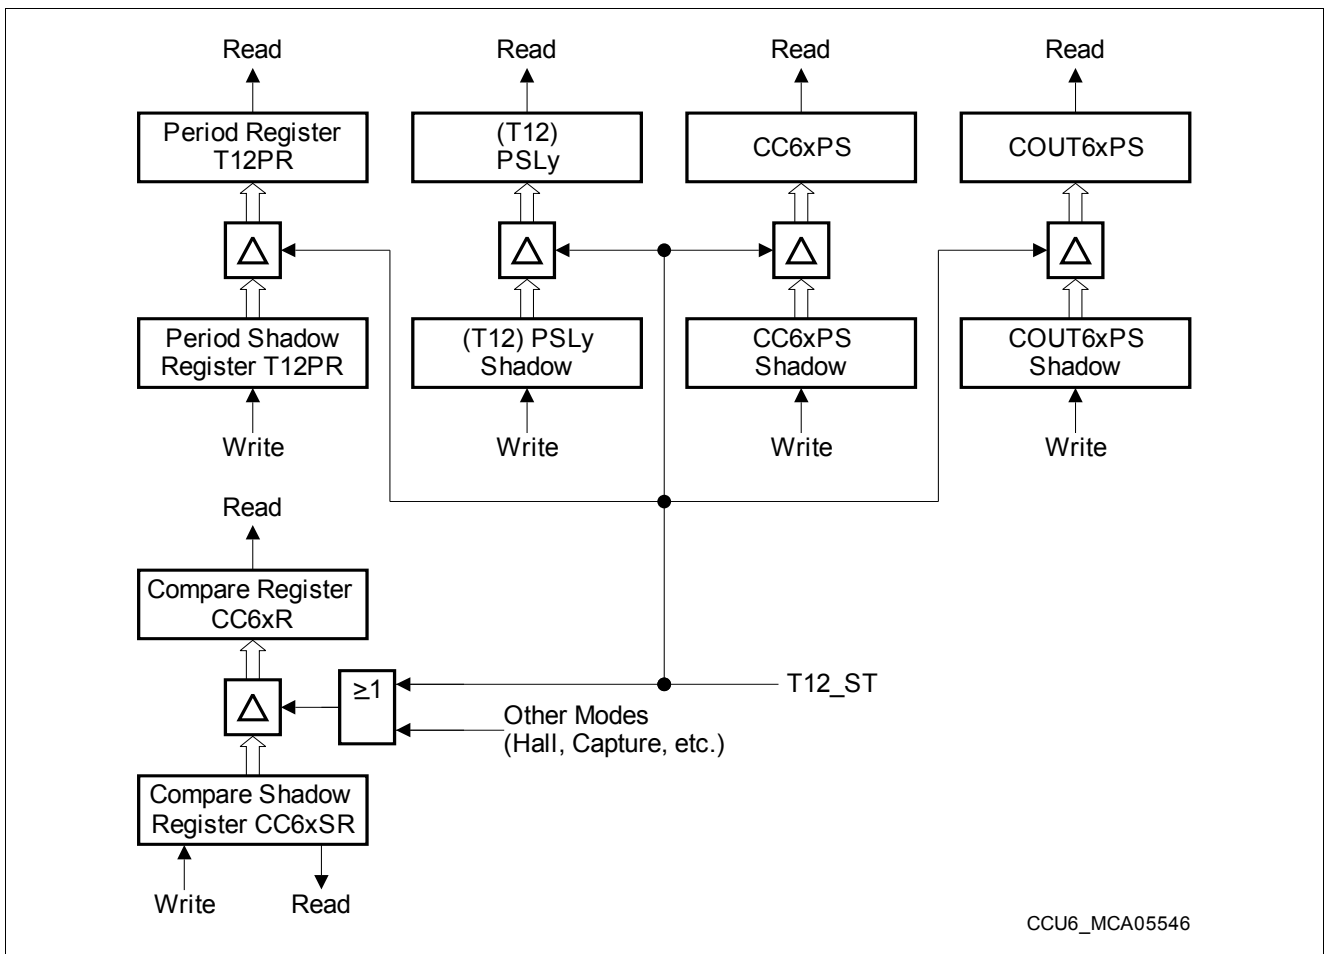 Read
Read
Read
Read
Period Register
T12PR
(T12)
PSLy
CC6xPS
COUT6xPS
Period Shadow
Register T12PR
(T12) PSLy
Shadow
CC6xPS
Shadow
COUT6xPS
Shadow
Write
Write
Write
Write
Read
Compare Register
CC6xR
≥1
T12_ST
Other Modes
(Hall, Capture, etc.)
Compare Shadow
Register CC6xSR
Write
Read
CCU6_MCA05546